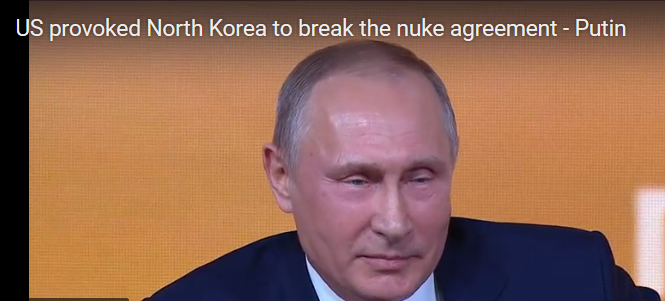 US provoked North Korea to break the nuke agreement - Putin